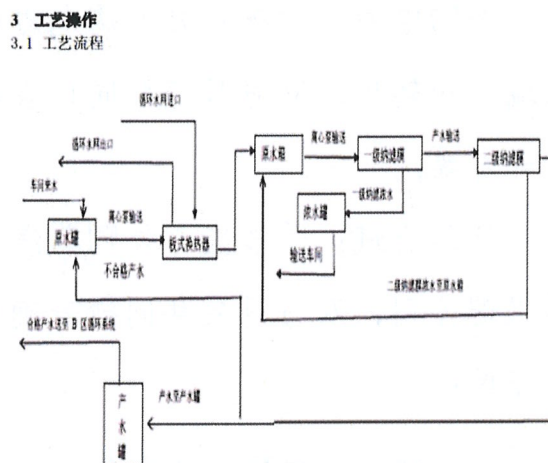 3 工艺操作
3.1 工艺流程
循环水网进口
循环水网出口
原水箱
离心泵输送
一级纳滤膜
产水输送
二级纳滤膜
车间来水
一级纳滤浓水
浓水罐
原水罐
离心泵输送
板式换热器
输送车间
不合格产水
二级纳滤膜浓水至原水箱
合格产水送至 B 区循环系统
产水至产水罐
产
水
罐